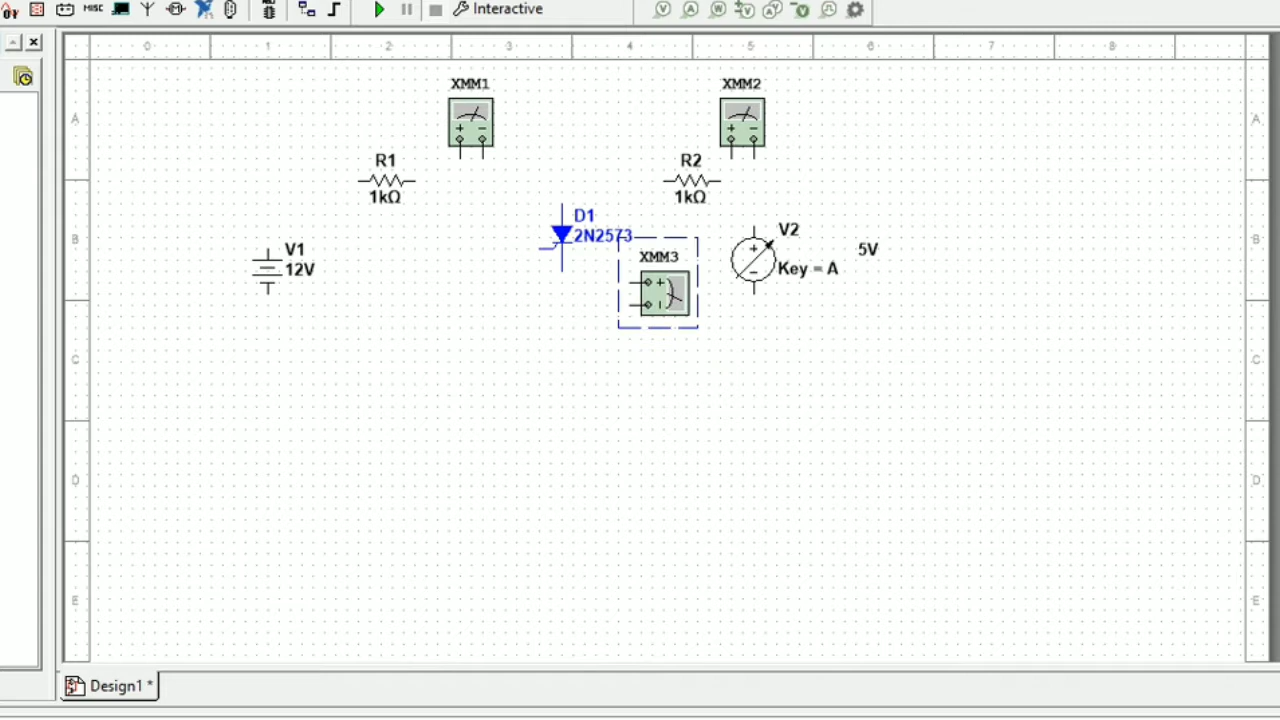 MISC
Interactive
0 1 2 3 4 5 6 7 8
XMM1 XMM2
A A
R1 R2
1kΩ 1kΩ
D1
2N2573
V2
B B
V1
12V
XMM3
5V
Key = A
C C
D D
E E
Design1 *